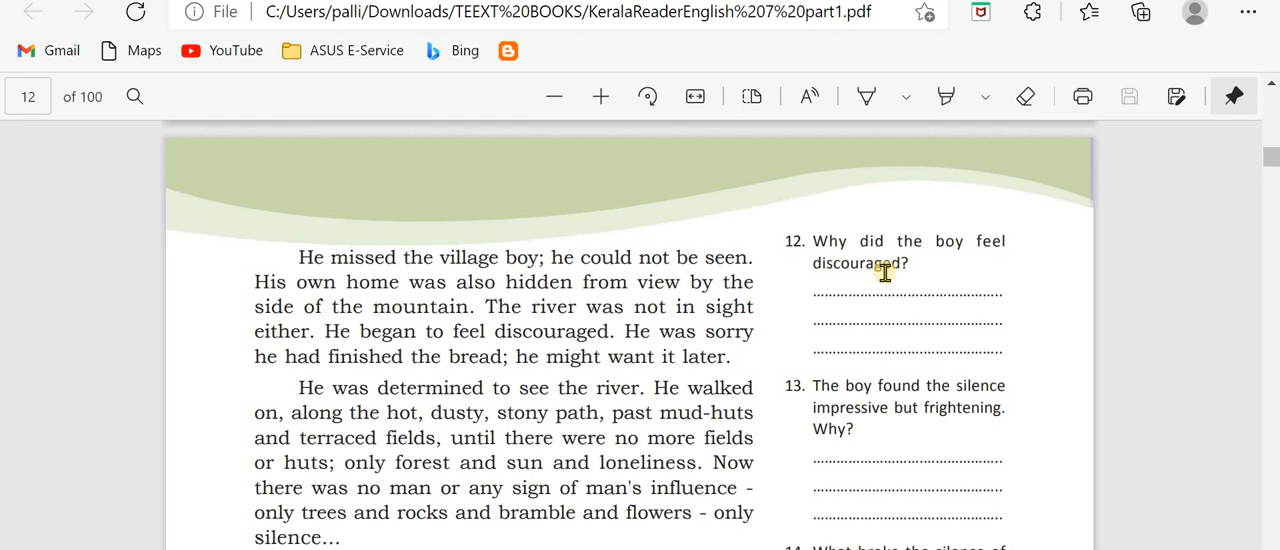 File C:/Users/palli/Downloads/TEEXT%20BOOKS/KeralaReaderEnglish%207%20part1.pdf
Gmail Maps YouTube ASUS E-Service Bing
12 of 100
He missed the village boy; he could not be seen.
His own home was also hidden from view by the
side of the mountain. The river was not in sight
either. He began to feel discouraged. He was sorry
he had finished the bread; he might want it later.
He was determined to see the river. He walked
on, along the hot, dusty, stony path, past mud-huts
and terraced fields, until there were no more fields
or huts; only forest and sun and loneliness. Now
there was no man or any sign of man's influence -
only trees and rocks and bramble and flowers - only
silence...
12. Why did the boy feel
discouraged?
13. The boy found the silence
impressive but frightening.
Why?
14. What broke the silence of